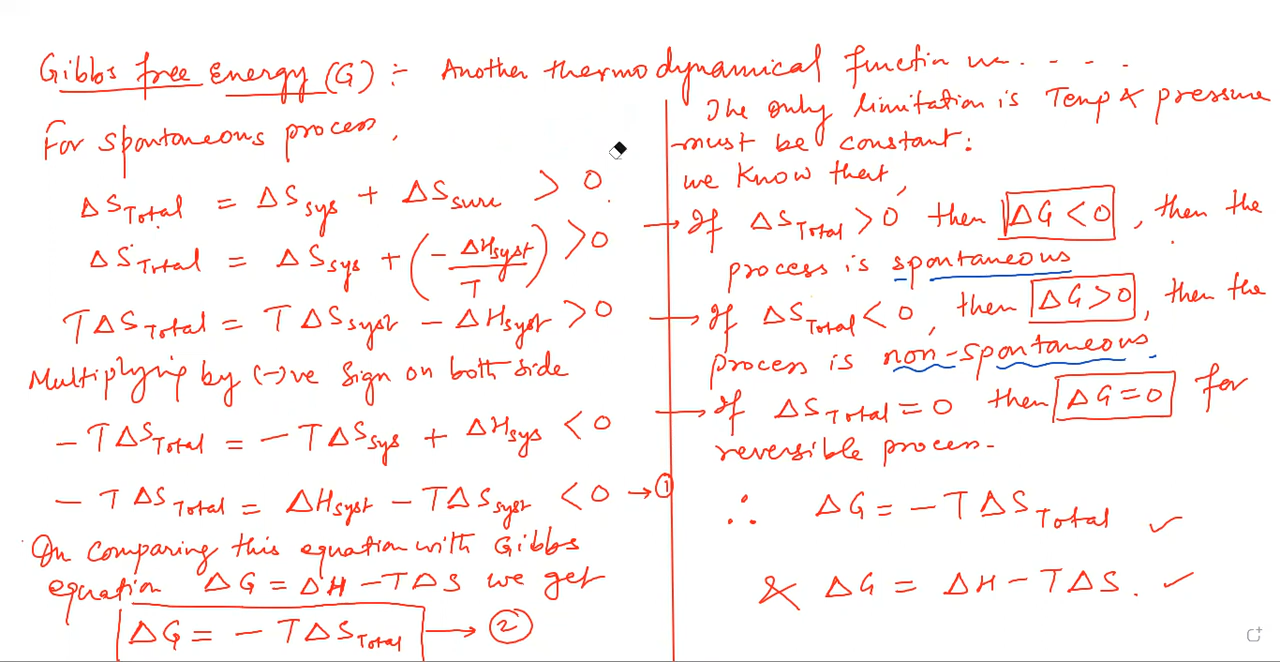 Gibbs free Energy (G) :- Another thermodynamical functin we . . . .
For spontaneous process,
ΔS_Total = ΔS_sys + ΔS_surr > 0
ΔS_Total = ΔS_sys + (- ΔH_syst / T) > 0
TΔS_Total = TΔS_syst - ΔH_syst > 0
Multiplying by (-)ve sign on both side
- TΔS_Total = - TΔS_sys + ΔH_sys < 0
- TΔS_Total = ΔH_syst - TΔS_syst < 0 → ①
On comparing this equation with Gibbs
equation ΔG = ΔH - TΔS we get
ΔG = - TΔS_Total → ②
The only limitation is Temp & pressure
must be constant:
we know that,
→ If ΔS_Total > 0 then ΔG < 0, then the
process is spontaneous
→ If ΔS_Total < 0, then ΔG > 0, then the
process is non-spontaneous.
→ If ΔS_Total = 0 then ΔG = 0 for
reversible process.
∴ ΔG = - TΔS_Total ✓
& ΔG = ΔH - TΔS. ✓